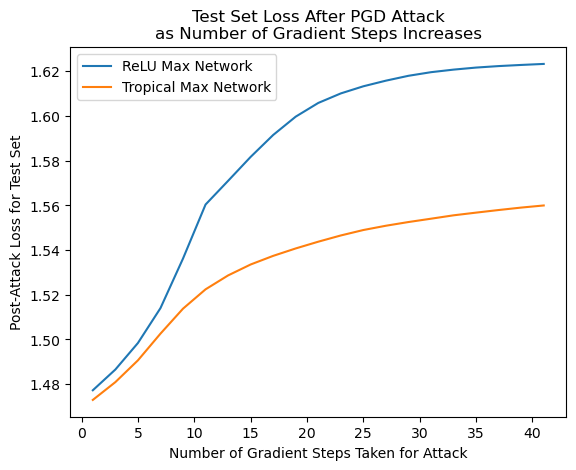 Test Set Loss After PGD Attack
as Number of Gradient Steps Increases
ReLU Max Network
Tropical Max Network
Post-Attack Loss for Test Set
1.62
1.60
1.58
1.56
1.54
1.52
1.50
1.48
0 5 10 15 20 25 30 35 40
Number of Gradient Steps Taken for Attack